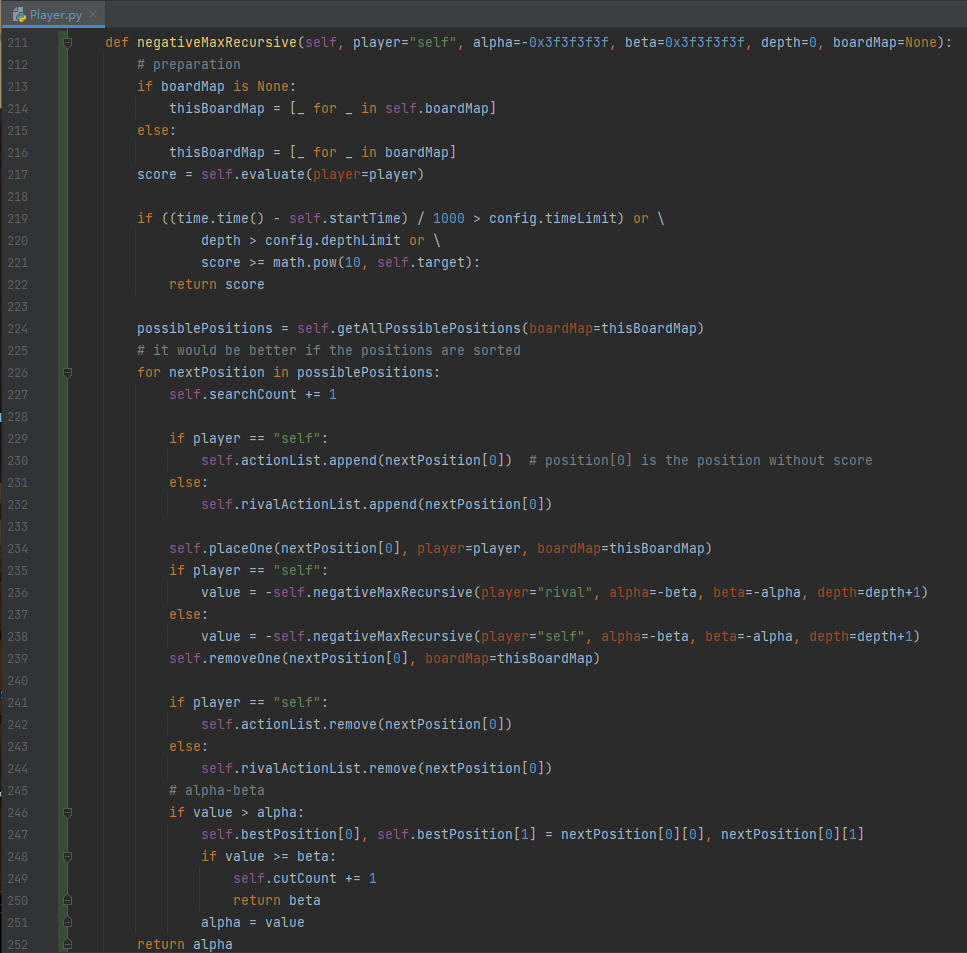 Player.py
211 def negativeMaxRecursive(self, player="self", alpha=-0x3f3f3f3f, beta=0x3f3f3f3f, depth=0, boardMap=None):
212 # preparation
213 if boardMap is None:
214 thisBoardMap = [_ for _ in self.boardMap]
215 else:
216 thisBoardMap = [_ for _ in boardMap]
217 score = self.evaluate(player=player)
218
219 if ((time.time() - self.startTime) / 1000 > config.timeLimit) or \
220 depth > config.depthLimit or \
221 score >= math.pow(10, self.target):
222 return score
223
224 possiblePositions = self.getAllPossiblePositions(boardMap=thisBoardMap)
225 # it would be better if the positions are sorted
226 for nextPosition in possiblePositions:
227 self.searchCount += 1
228
229 if player == "self":
230 self.actionList.append(nextPosition[0])  # position[0] is the position without score
231 else:
232 self.rivalActionList.append(nextPosition[0])
233
234 self.placeOne(nextPosition[0], player=player, boardMap=thisBoardMap)
235 if player == "self":
236 value = -self.negativeMaxRecursive(player="rival", alpha=-beta, beta=-alpha, depth=depth+1)
237 else:
238 value = -self.negativeMaxRecursive(player="self", alpha=-beta, beta=-alpha, depth=depth+1)
239 self.removeOne(nextPosition[0], boardMap=thisBoardMap)
240
241 if player == "self":
242 self.actionList.remove(nextPosition[0])
243 else:
244 self.rivalActionList.remove(nextPosition[0])
245 # alpha-beta
246 if value > alpha:
247 self.bestPosition[0], self.bestPosition[1] = nextPosition[0][0], nextPosition[0][1]
248 if value >= beta:
249 self.cutCount += 1
250 return beta
251 alpha = value
252 return alpha